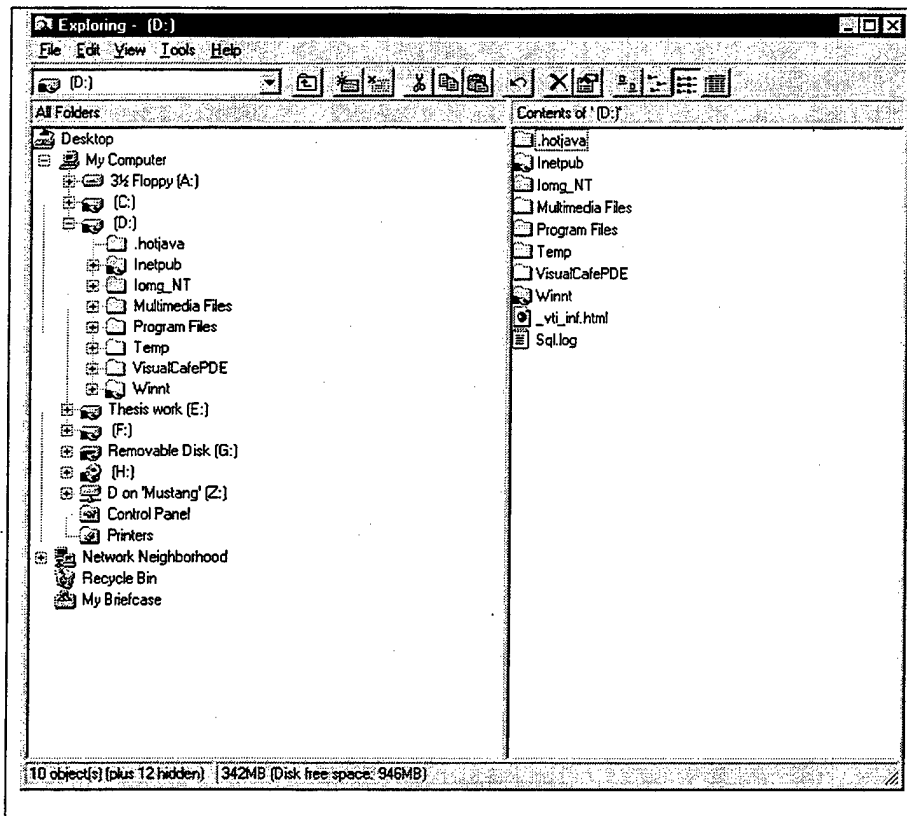 Exploring - (D:)
File Edit View Tools Help
(D:)
All Folders
Contents of '(D:)'
Desktop
My Computer
3½ Floppy (A:)
(C:)
(D:)
.hotjava
Inetpub
Iomg_NT
Multimedia Files
Program Files
Temp
VisualCafePDE
Winnt
Thesis work (E:)
(F:)
Removable Disk (G:)
(H:)
D on 'Mustang' (Z:)
Control Panel
Printers
Network Neighborhood
Recycle Bin
My Briefcase
.hotjava
Inetpub
Iomg_NT
Multimedia Files
Program Files
Temp
VisualCafePDE
Winnt
_vti_inf.html
Sql.log
10 object(s) (plus 12 hidden) 342MB (Disk free space: 946MB)